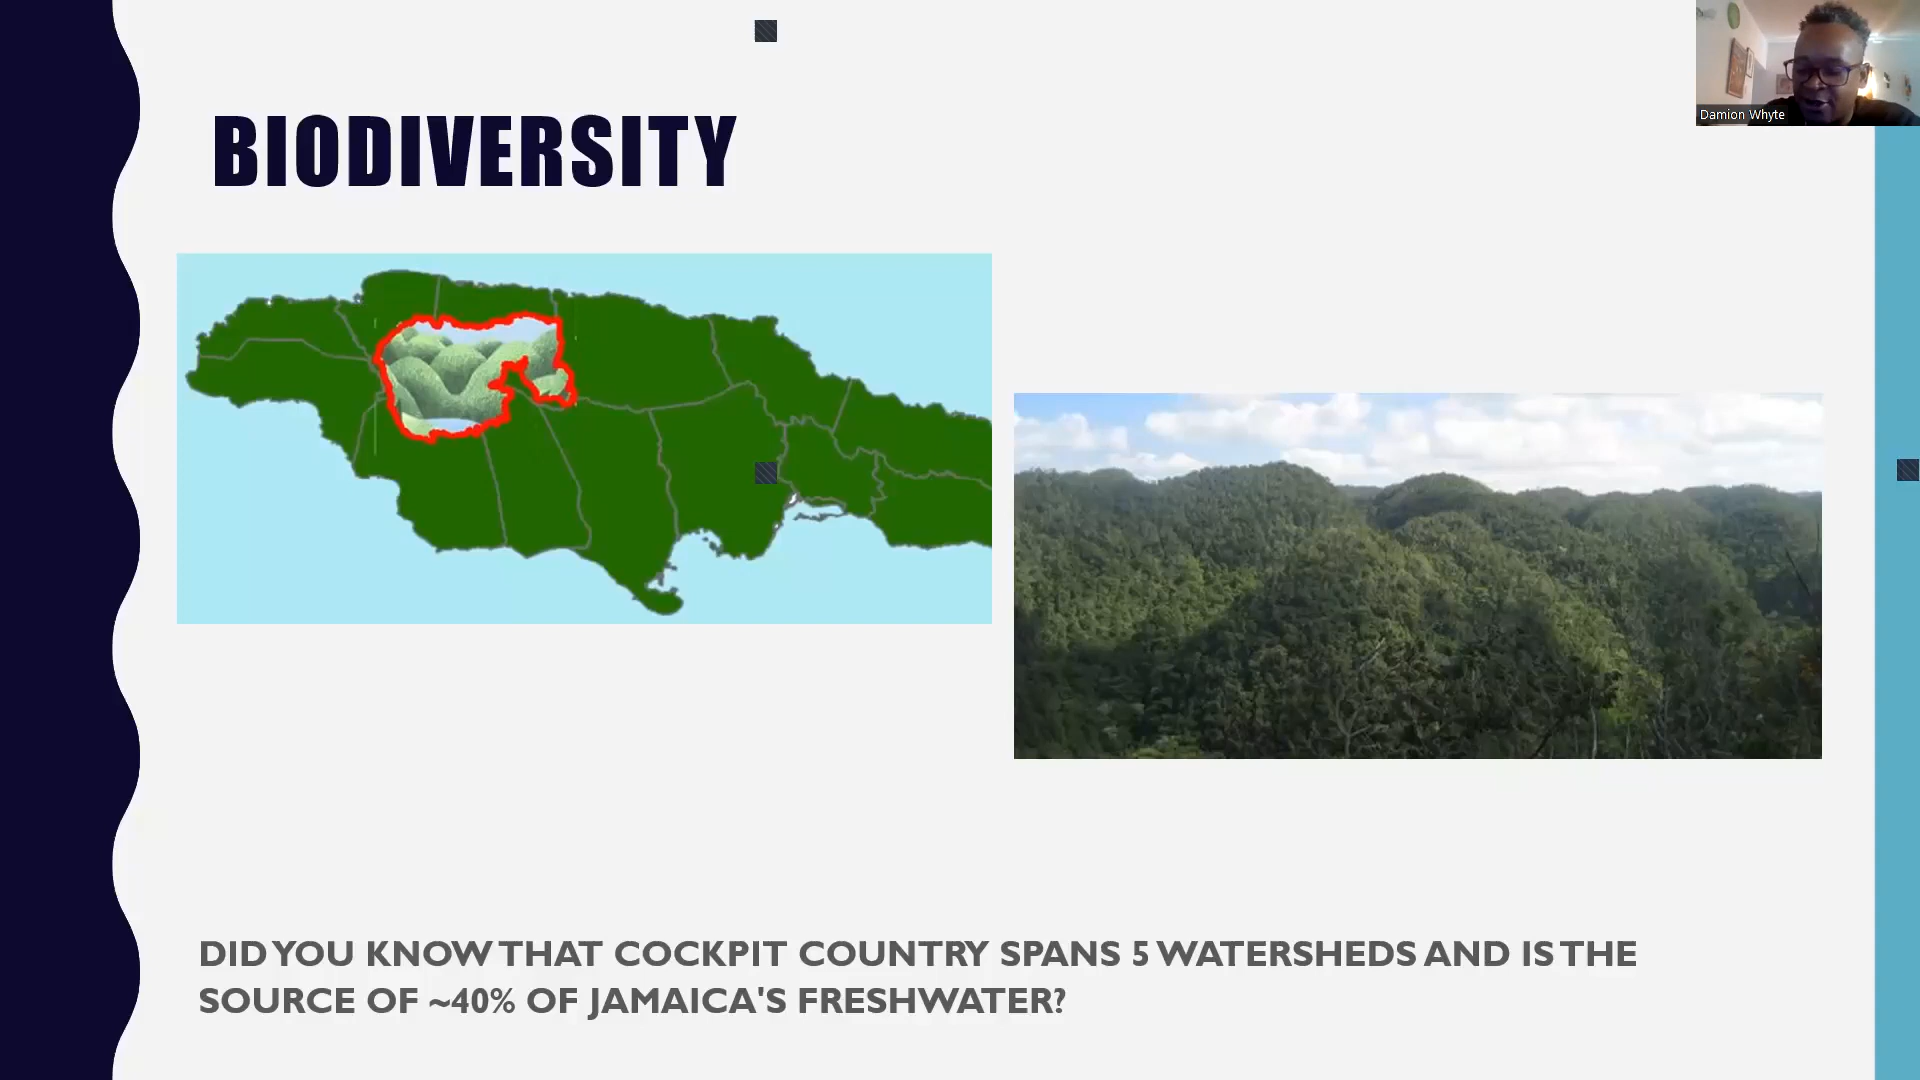 Damion Whyte
BIODIVERSITY
DID YOU KNOW THAT COCKPIT COUNTRY SPANS 5 WATERSHEDS AND IS THE
SOURCE OF ~40% OF JAMAICA'S FRESHWATER?